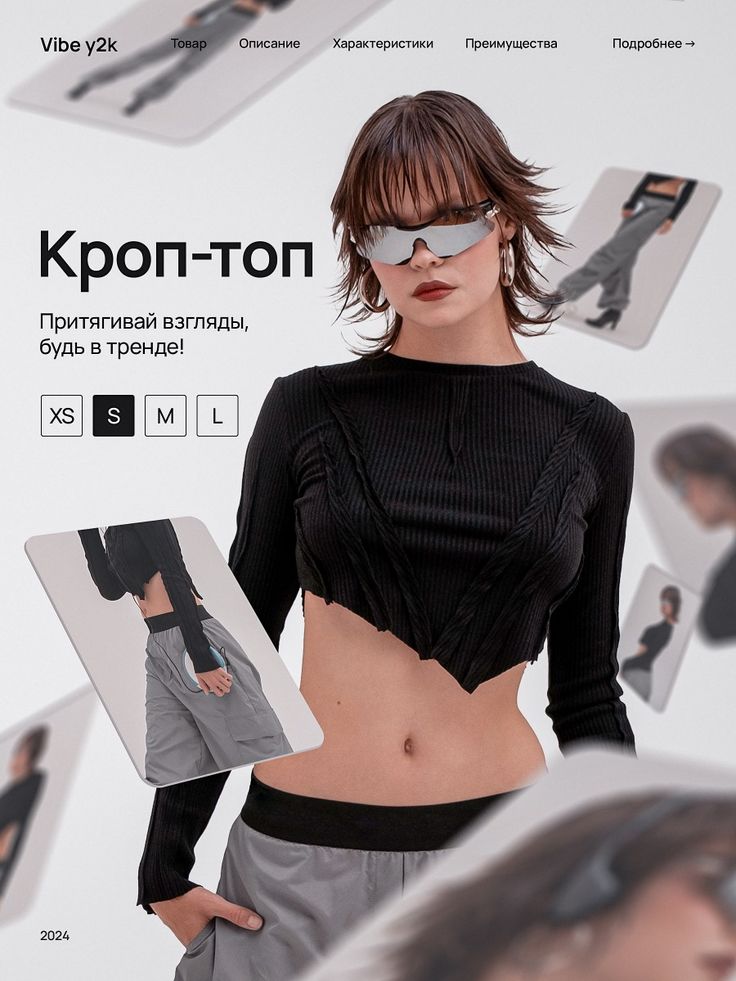 Vibe y2k
Товар
Описание
Характеристики
Преимущества
Подробнее →
Кроп-топ
Притягивай взгляды,
будь в тренде!
XS
S
M
L
2024